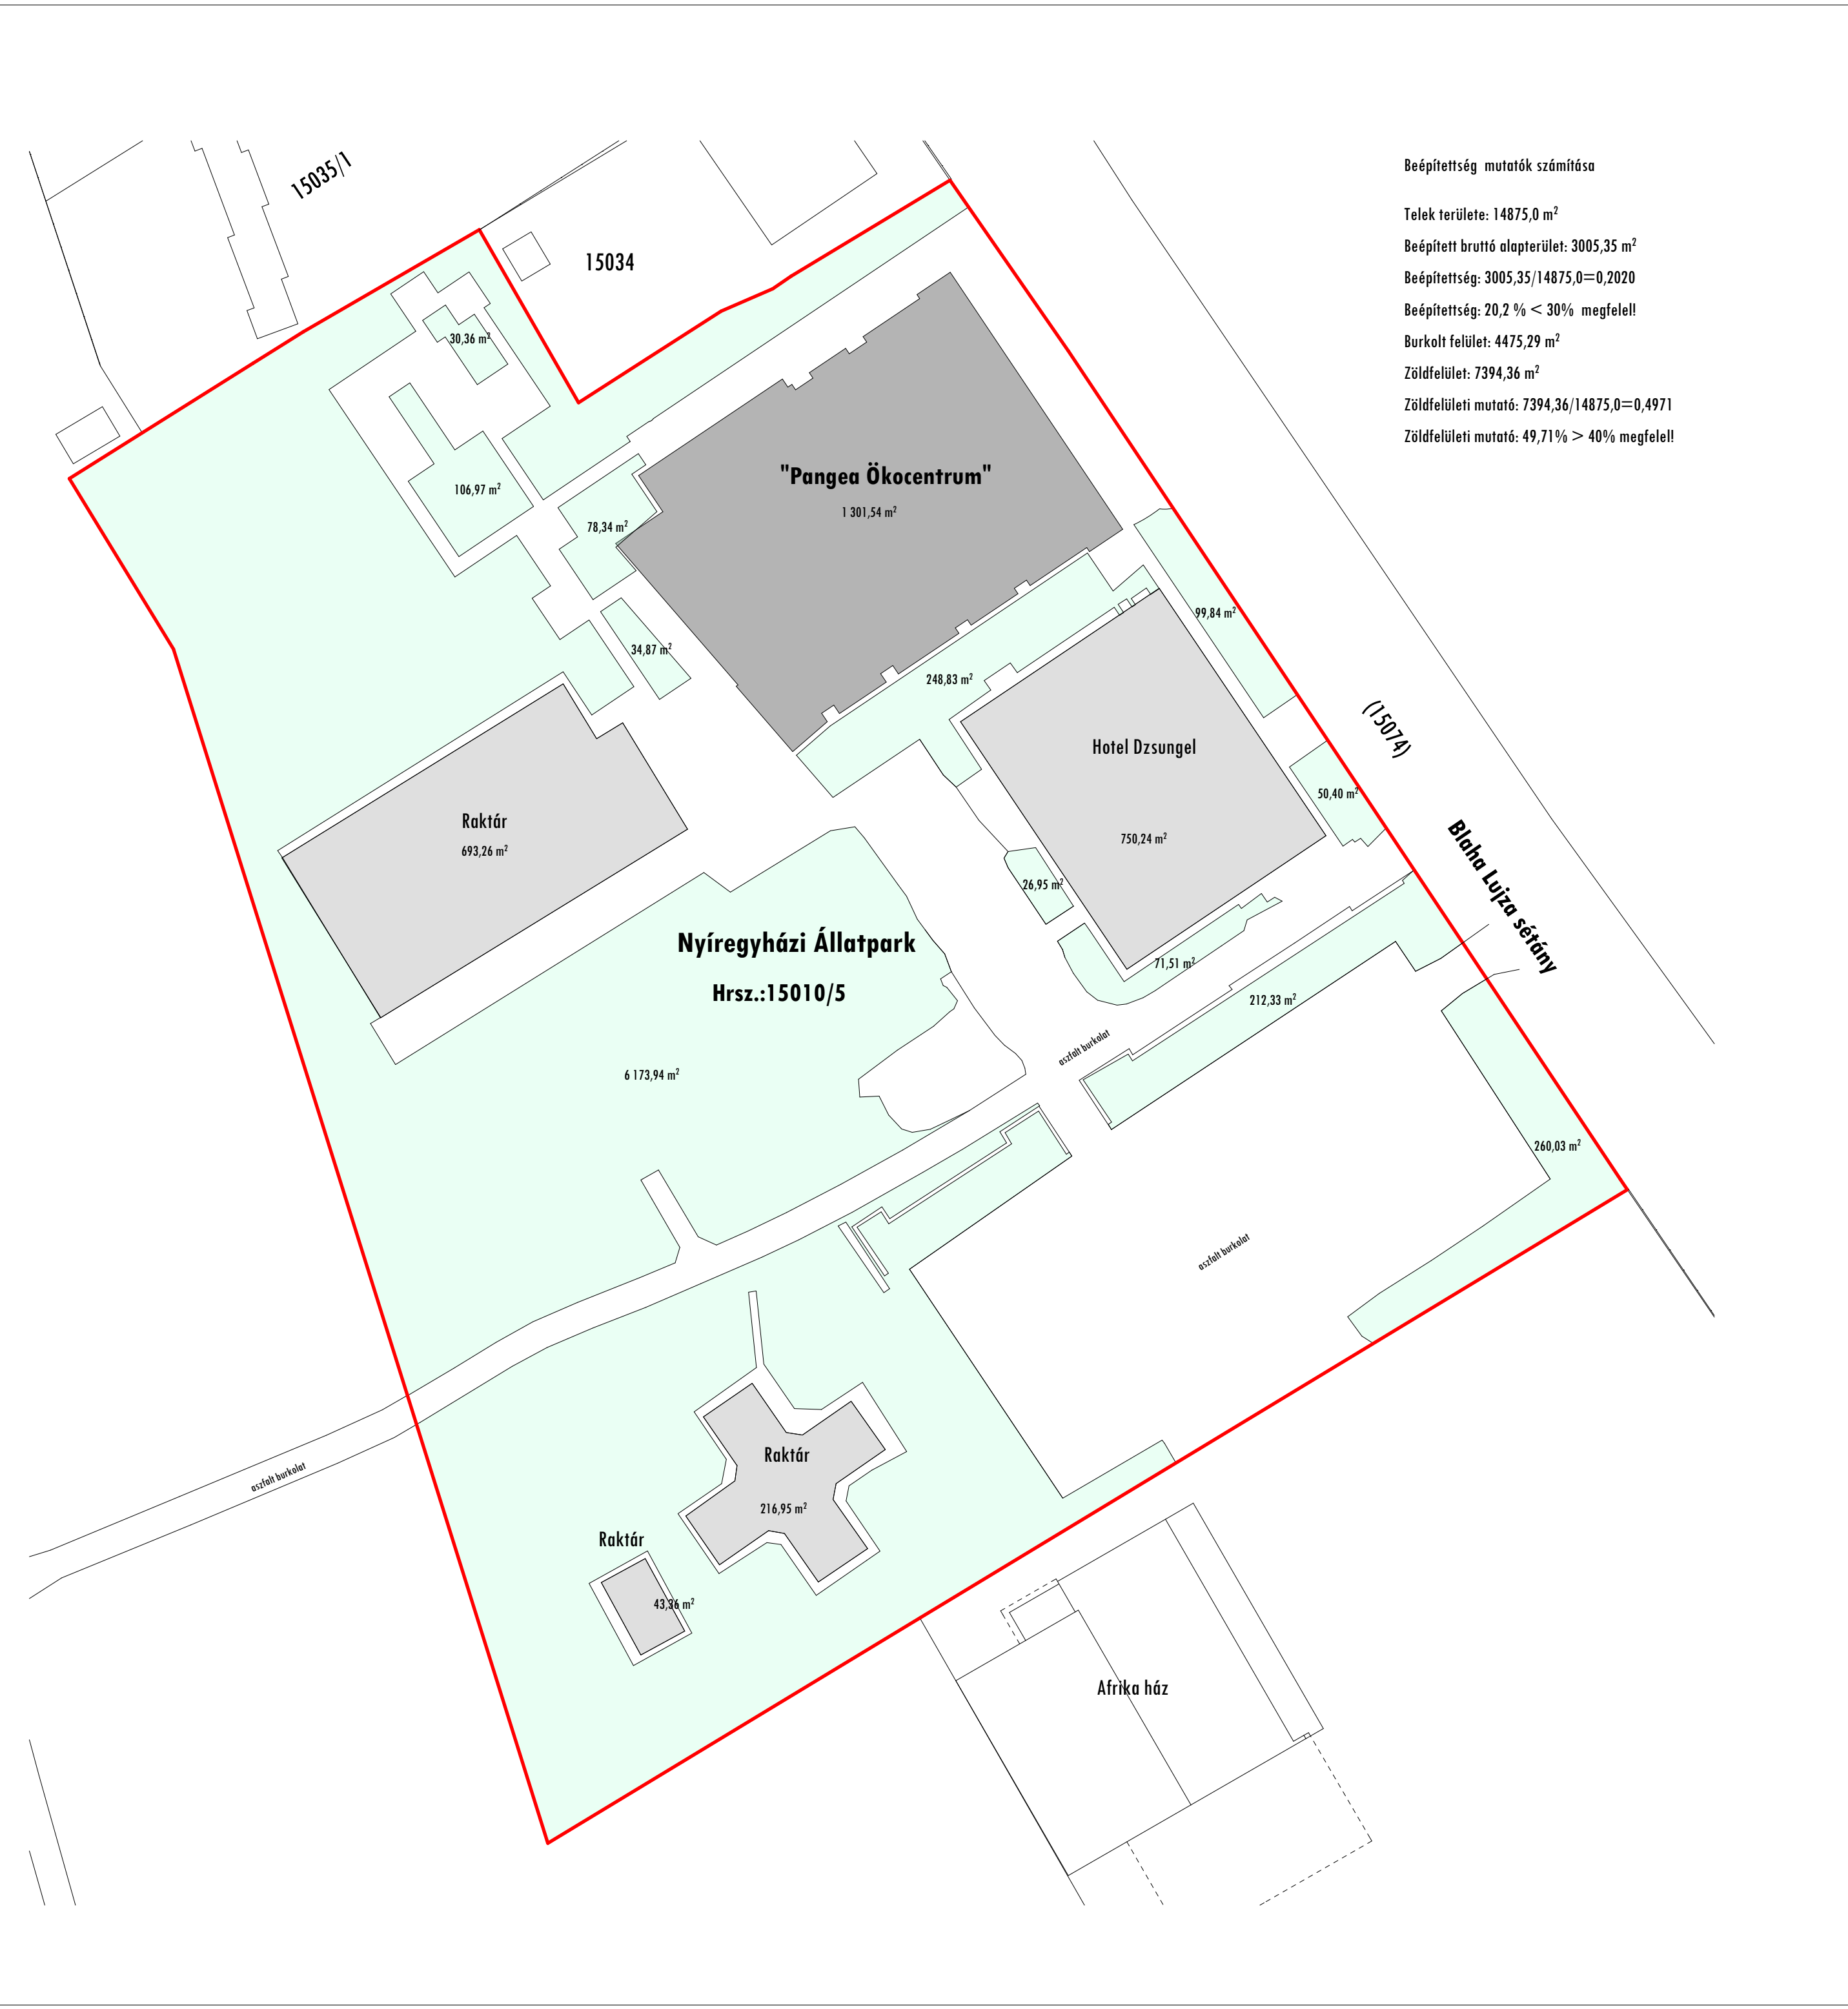 15035/1
15034
Beépítettség mutatók számítása
Telek területe: 14875,0 m²
Beépített bruttó alapterület: 3005,35 m²
Beépítettség: 3005,35/14875,0=0,2020
Beépítettség: 20,2 % < 30% megfelel!
Burkolt felület: 4475,29 m²
Zöldfelület: 7394,36 m²
Zöldfelületi mutató: 7394,36/14875,0=0,4971
Zöldfelületi mutató: 49,71% > 40% megfelel!
30,36 m²
"Pangea Ökocentrum"
1 301,54 m²
106,97 m²
78,34 m²
99,84 m²
34,87 m²
248,83 m²
(15074)
Hotel Dzsungel
750,24 m²
50,40 m²
Raktár
693,26 m²
26,95 m²
Blaha Lujza sétány
Nyíregyházi Állatpark
Hrsz.:15010/5
71,51 m²
212,33 m²
aszfalt burkolat
6 173,94 m²
260,03 m²
aszfalt burkolat
Raktár
216,95 m²
aszfalt burkolat
Raktár
43,36 m²
Afrika ház